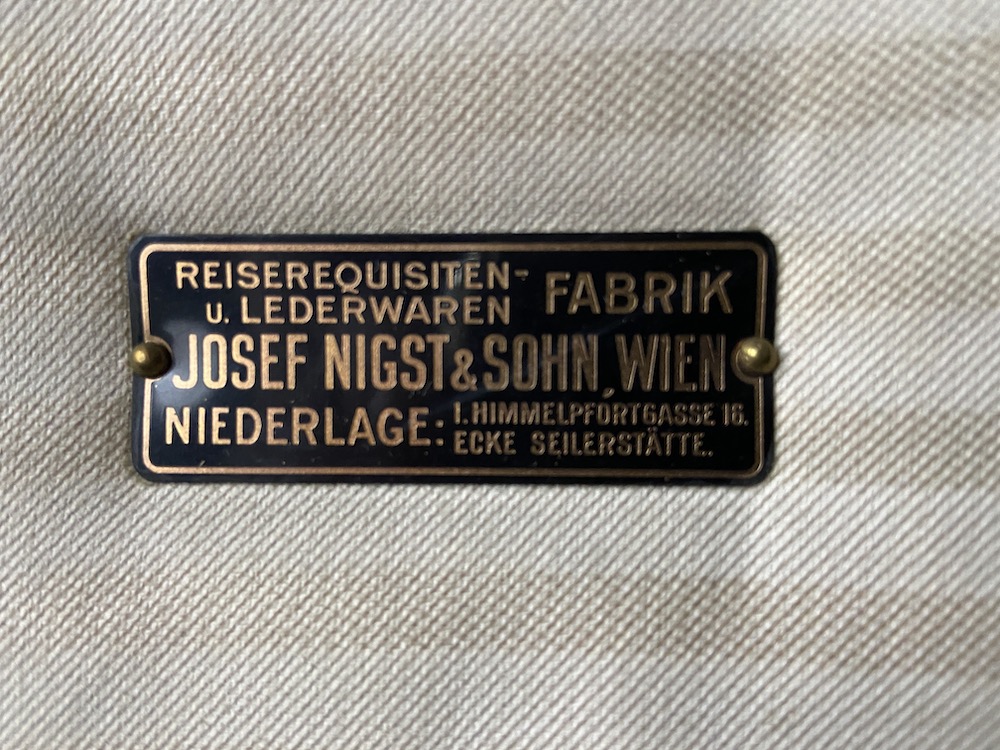 REISEREQUISITEN-
u. LEDERWAREN
FABRIK
JOSEF NIGST & SOHN, WIEN
NIEDERLAGE:
I. HIMMELPFORTGASSE 16.
ECKE SEILERSTÄTTE.